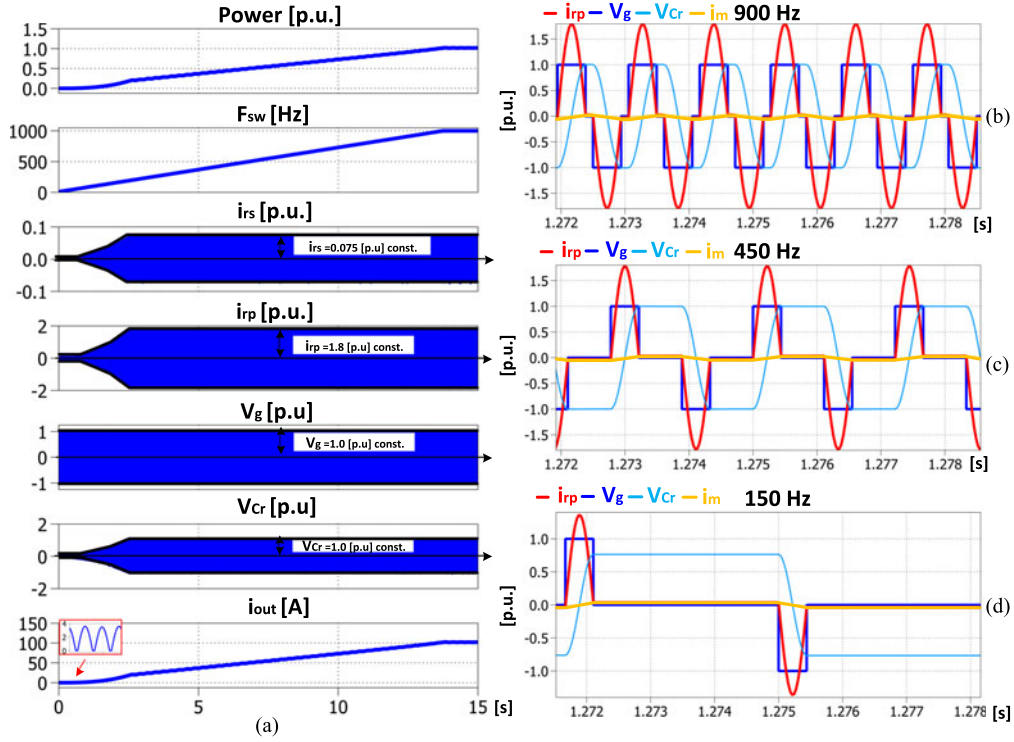 Power [p.u.]
1.5
1.0
0.5
0.0
Fsw [Hz]
1000
500
0
irs [p.u.]
0.1
0.0
-0.1
irs =0.075 [p.u] const.
irp [p.u.]
2
0
-2
irp=1.8 [p.u] const.
Vg [p.u]
1
0
-1
Vg =1.0 [p.u] const.
VCr [p.u]
2
0
-2
VCr=1.0 [p.u] const.
iout [A]
150
100
50
0
4
2
0
0 5 10 15 [s]
(a)
irp Vg VCr im 900 Hz
[p.u.]
1.5
1.0
0.5
0.0
-0.5
-1.0
-1.5
1.272 1.273 1.274 1.275 1.276 1.277 1.278 [s]
(b)
irp Vg VCr im 450 Hz
[p.u.]
1.5
1.0
0.5
0.0
-0.5
-1.0
-1.5
1.272 1.273 1.274 1.275 1.276 1.277 1.278 [s]
(c)
irp Vg VCr im 150 Hz
[p.u.]
1.0
0.5
0.0
-0.5
-1.0
1.272 1.273 1.274 1.275 1.276 1.277 1.278 [s]
(d)